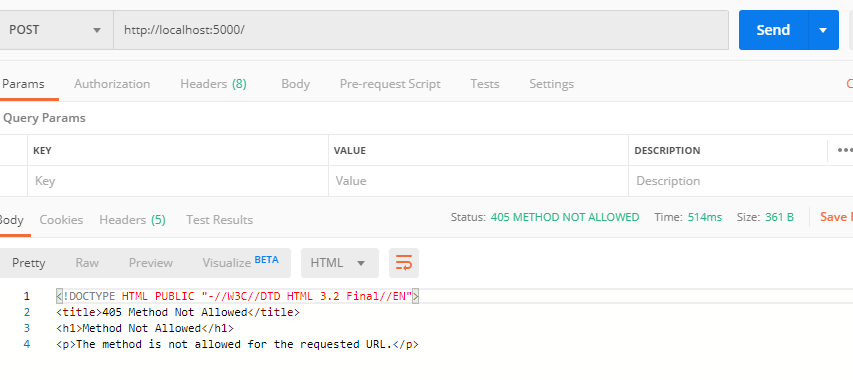 POST http://localhost:5000/ Send
Params Authorization Headers (8) Body Pre-request Script Tests Settings C
Query Params
KEY VALUE DESCRIPTION •••
Key Value Description
Body Cookies Headers (5) Test Results Status: 405 METHOD NOT ALLOWED Time: 514ms Size: 361 B Save
Pretty Raw Preview Visualize BETA HTML
1 <!DOCTYPE HTML PUBLIC "-//W3C//DTD HTML 3.2 Final//EN">
2 <title>405 Method Not Allowed</title>
3 <h1>Method Not Allowed</h1>
4 <p>The method is not allowed for the requested URL.</p>